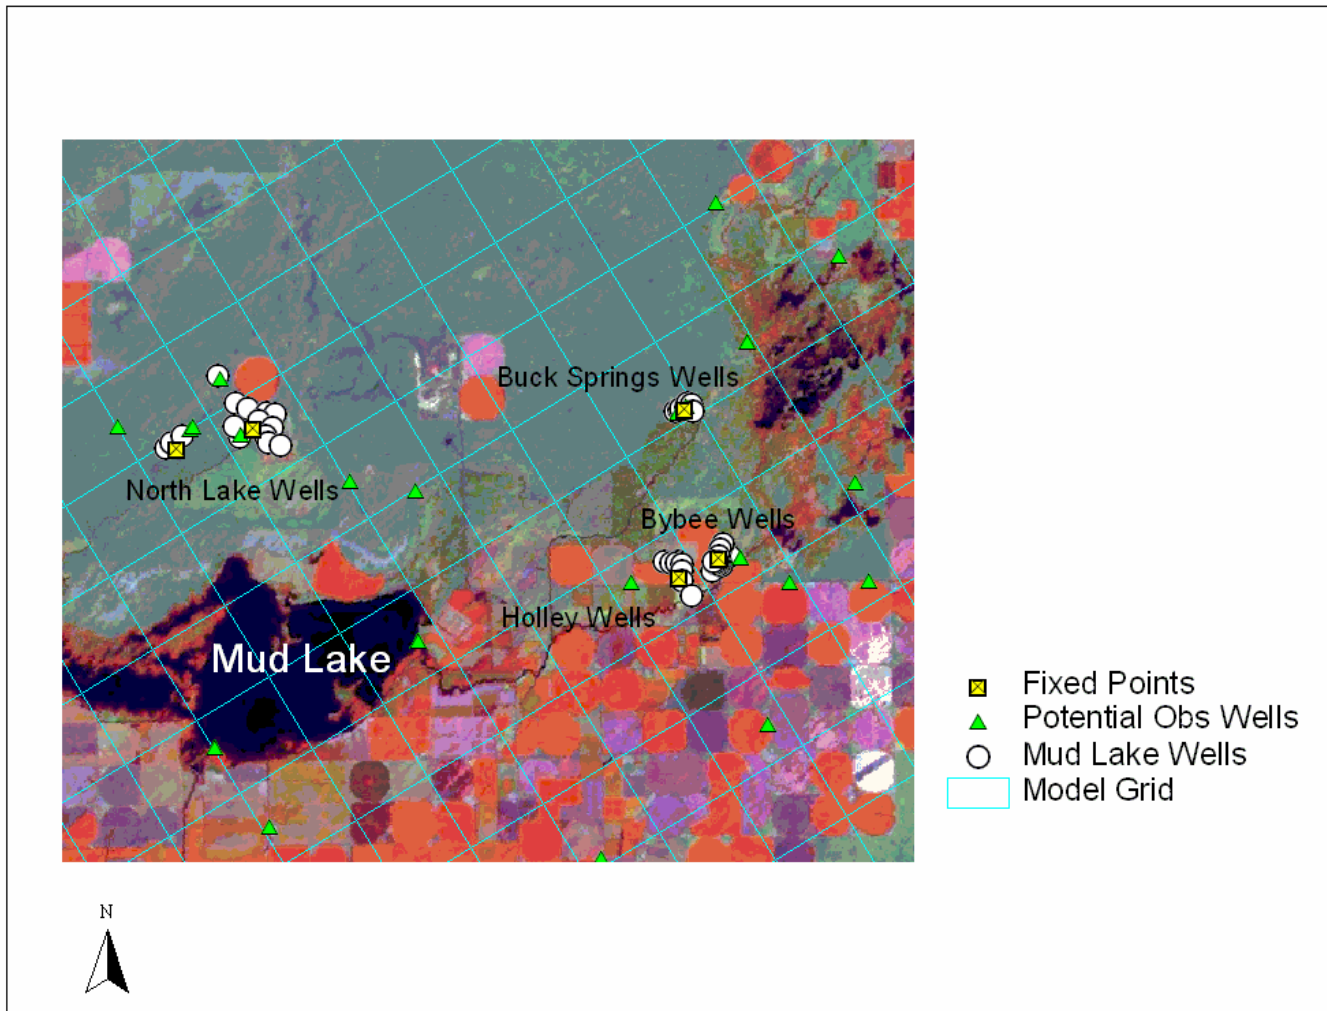 Buck Springs Wells
North Lake Wells
Bybee Wells
Holley Wells
Mud Lake
Fixed Points
Potential Obs Wells
Mud Lake Wells
Model Grid
N